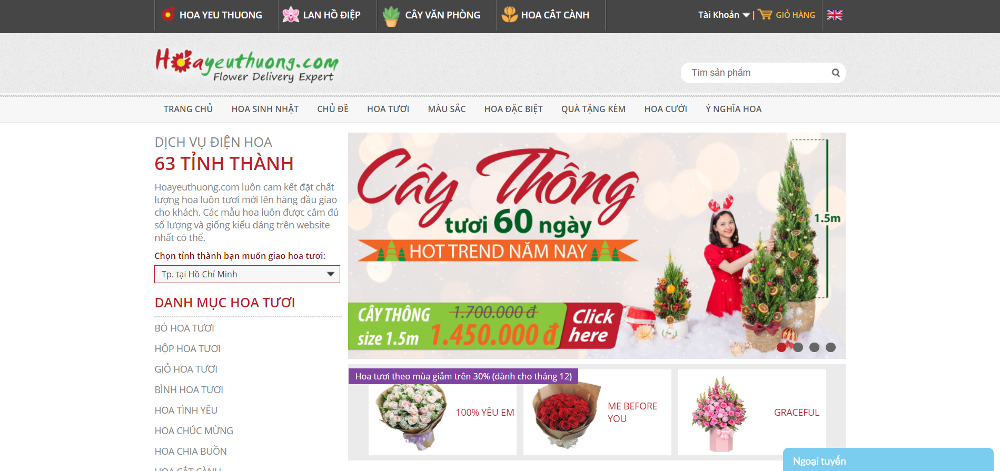 HOA YEU THUONG
LAN HỒ ĐIỆP
CÂY VĂN PHÒNG
HOA CẮT CÀNH
Tài Khoản |
GIỎ HÀNG
Hoayeuthuong.com
Flower Delivery Expert
Tìm sản phẩm
TRANG CHỦ
HOA SINH NHẬT
CHỦ ĐỀ
HOA TƯƠI
MÀU SẮC
HOA ĐẶC BIỆT
QUÀ TẶNG KÈM
HOA CƯỚI
Ý NGHĨA HOA
DỊCH VỤ ĐIỆN HOA
63 TỈNH THÀNH
Hoayeuthuong.com luôn cam kết đặt chất
lượng hoa luôn tươi mới lên hàng đầu giao
cho khách. Các mẫu hoa luôn được cắm đủ
số lượng và giống kiểu dáng trên website
nhất có thể.
Chọn tỉnh thành bạn muốn giao hoa tươi:
Tp. tại Hồ Chí Minh
DANH MỤC HOA TƯƠI
BÓ HOA TƯƠI
HỘP HOA TƯƠI
GIỎ HOA TƯƠI
BÌNH HOA TƯƠI
HOA TÌNH YÊU
HOA CHÚC MỪNG
HOA CHIA BUỒN
HOA CẮT CÀNH
Cây Thông
tươi 60 ngày
HOT TREND NĂM NAY
1.5m
CÂY THÔNG
size 1.5m
1.700.000 đ
1.450.000 đ
Click
here
Hoa tươi theo mùa giảm trên 30% (dành cho tháng 12)
100% YÊU EM
ME BEFORE
YOU
GRACEFUL
Ngoại tuyến